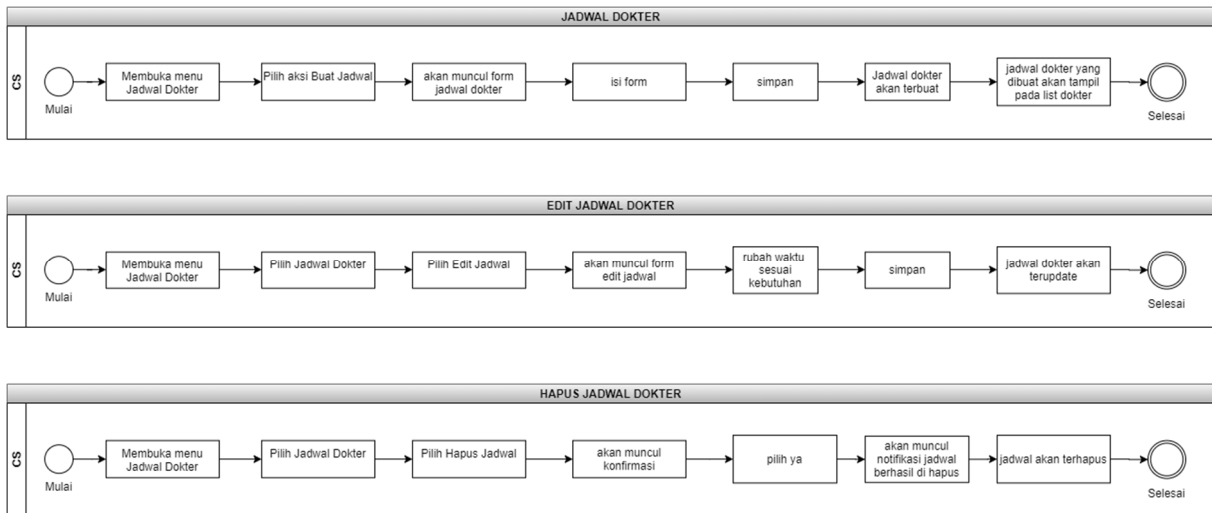 JADWAL DOKTER
CS
Mulai
Membuka menu
Jadwal Dokter
Pilih aksi Buat Jadwal
akan muncul form
jadwal dokter
isi form
simpan
Jadwal dokter
akan terbuat
jadwal dokter yang
dibuat akan tampil
pada list dokter
Selesai
EDIT JADWAL DOKTER
CS
Mulai
Membuka menu
Jadwal Dokter
Pilih Jadwal Dokter
Pilih Edit Jadwal
akan muncul form
edit jadwal
rubah waktu
sesuai
kebutuhan
simpan
jadwal dokter akan
terupdate
Selesai
HAPUS JADWAL DOKTER
CS
Mulai
Membuka menu
Jadwal Dokter
Pilih Jadwal Dokter
Pilih Hapus Jadwal
akan muncul
konfirmasi
pilih ya
akan muncul
notifikasi jadwal
berhasil di hapus
jadwal akan terhapus
Selesai